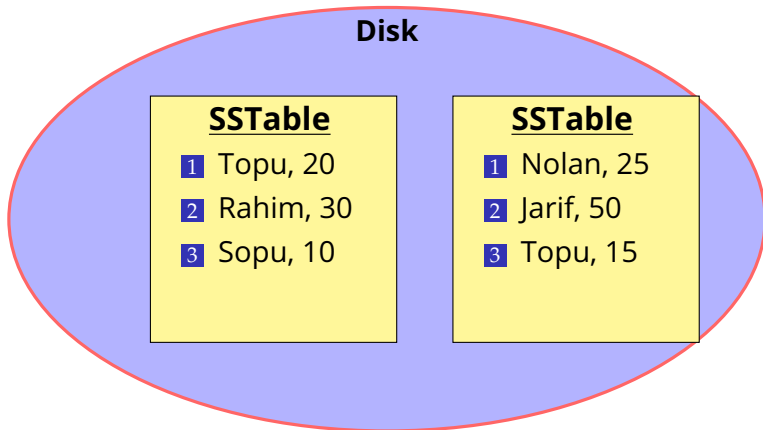 Disk
SSTable
1 Topu, 20
2 Rahim, 30
3 Sopu, 10
SSTable
1 Nolan, 25
2 Jarif, 50
3 Topu, 15